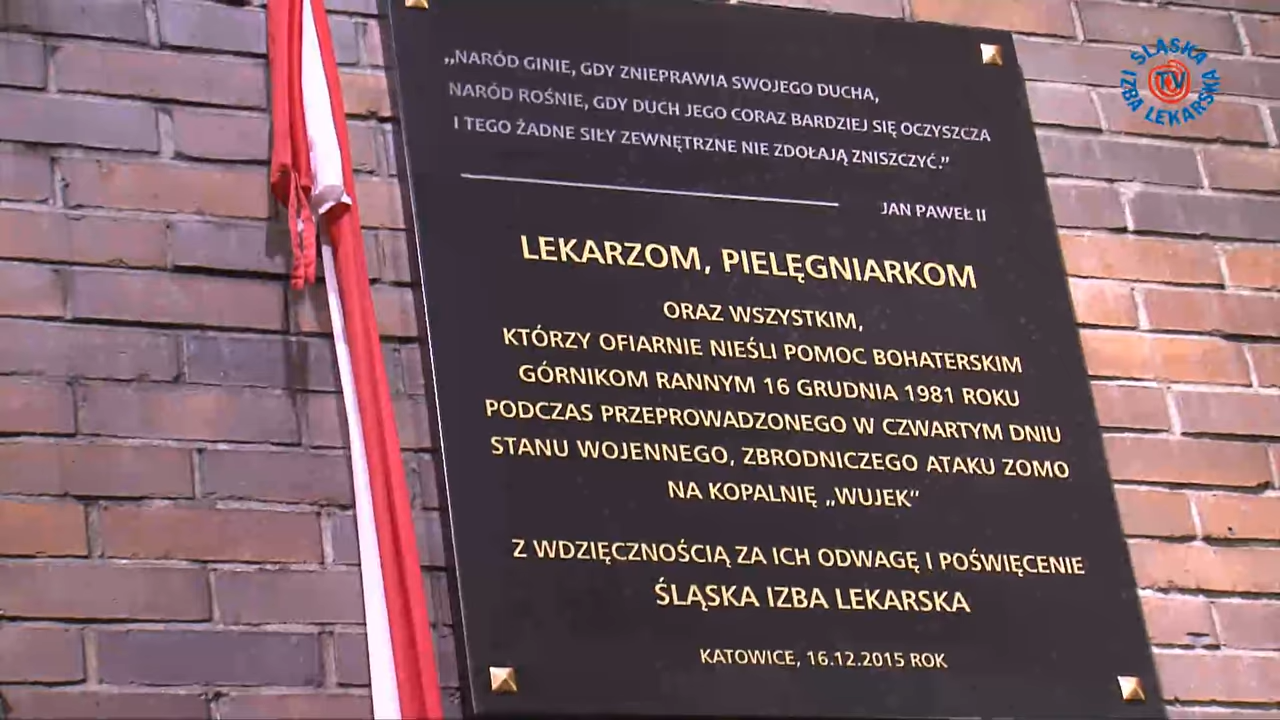 „NARÓD GINIE, GDY ZNIEPRAWIA SWOJEGO DUCHA,
NARÓD ROŚNIE, GDY DUCH JEGO CORAZ BARDZIEJ SIĘ OCZYSZCZA
I TEGO ŻADNE SIŁY ZEWNĘTRZNE NIE ZDOŁAJĄ ZNISZCZYĆ.”
JAN PAWEŁ II
LEKARZOM, PIELĘGNIARKOM
ORAZ WSZYSTKIM,
KTÓRZY OFIARNIE NIEŚLI POMOC BOHATERSKIM
GÓRNIKOM RANNYM 16 GRUDNIA 1981 ROKU
PODCZAS PRZEPROWADZONEGO W CZWARTYM DNIU
STANU WOJENNEGO, ZBRODNICZEGO ATAKU ZOMO
NA KOPALNIĘ „WUJEK”
Z WDZIĘCZNOŚCIĄ ZA ICH ODWAGĘ I POŚWIĘCENIE
ŚLĄSKA IZBA LEKARSKA
KATOWICE, 16.12.2015 ROK
ŚLĄSKA IZBA LEKARSKA
TV